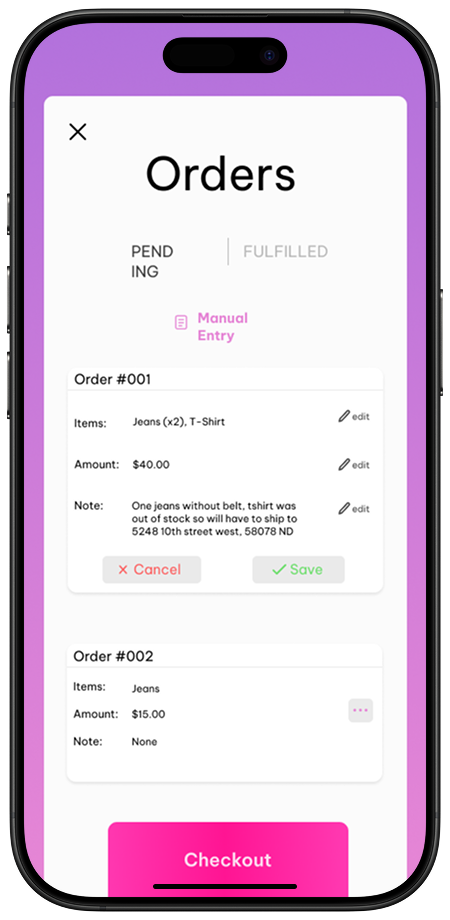 Orders
PEND
ING
FULFILLED
Manual
Entry
Order #001
Items: Jeans (x2), T-Shirt edit
Amount: $40.00 edit
Note: One jeans without belt, tshirt was edit
out of stock so will have to ship to
5248 10th street west, 58078 ND
Cancel Save
Order #002
Items: Jeans
Amount: $15.00
Note: None
Checkout